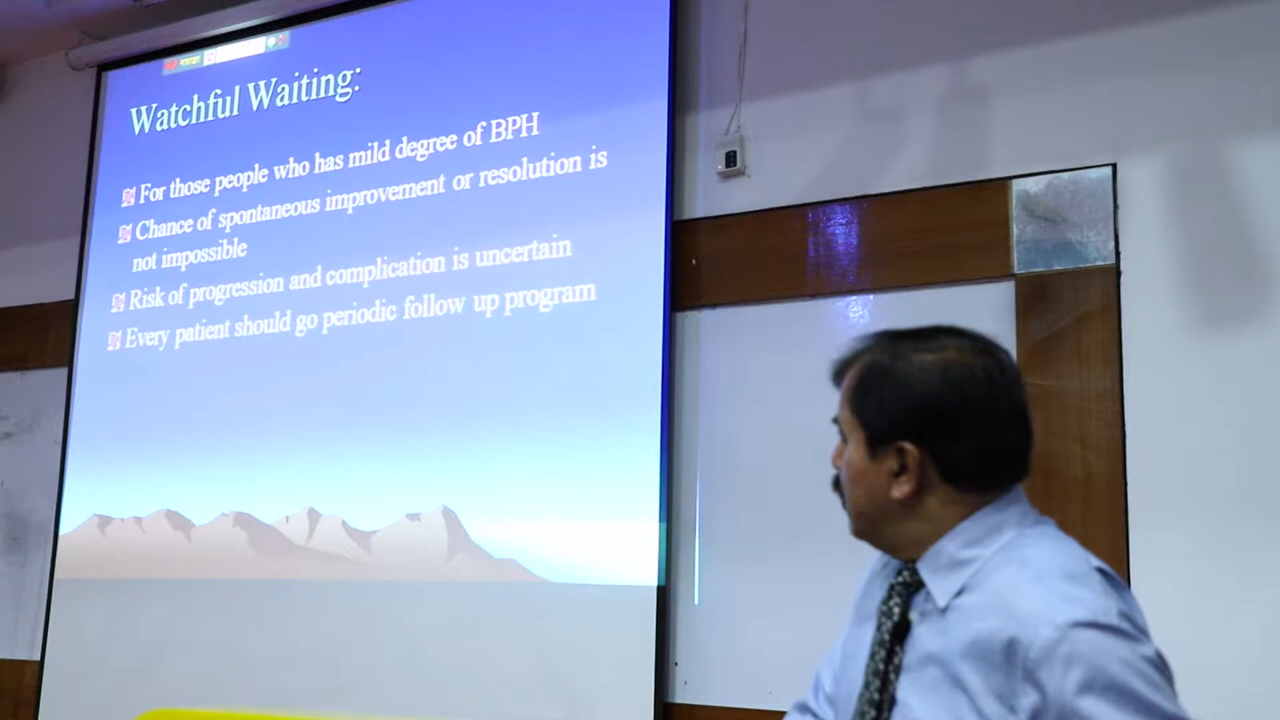 Watchful Waiting:
For those people who has mild degree of BPH
Chance of spontaneous improvement or resolution is
not impossible
Risk of progression and complication is uncertain
Every patient should go periodic follow up program